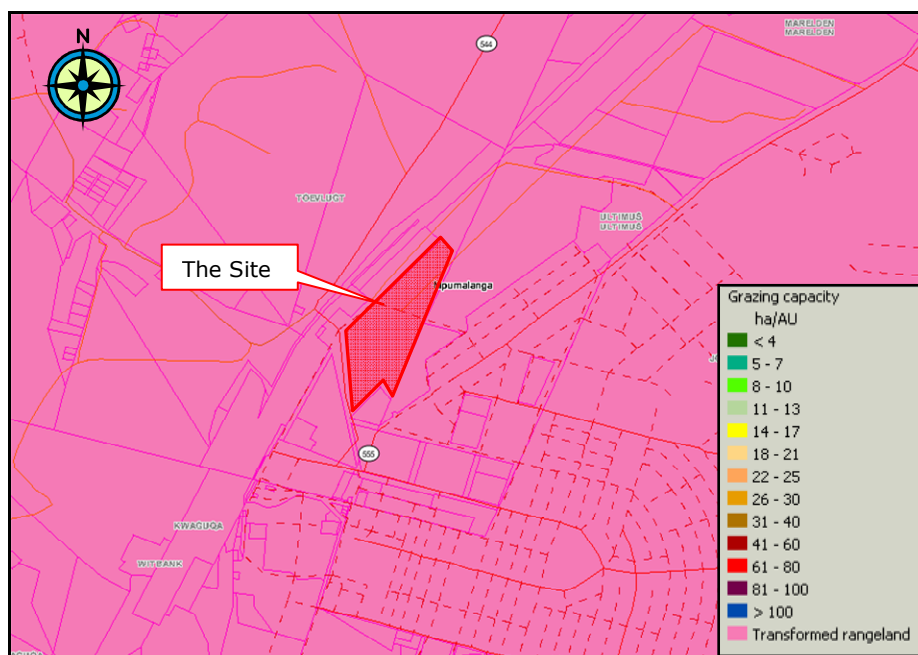 N
MARELDEN
MARELDEN
544
TOEVLUGT
ULTIMUS
ULTIMUS
The Site
Mpumalanga
Grazing capacity
ha/AU
< 4
5 - 7
8 - 10
11 - 13
14 - 17
18 - 21
22 - 25
26 - 30
31 - 40
41 - 60
61 - 80
81 - 100
> 100
Transformed rangeland
555
KWAGUQA
WITBANK